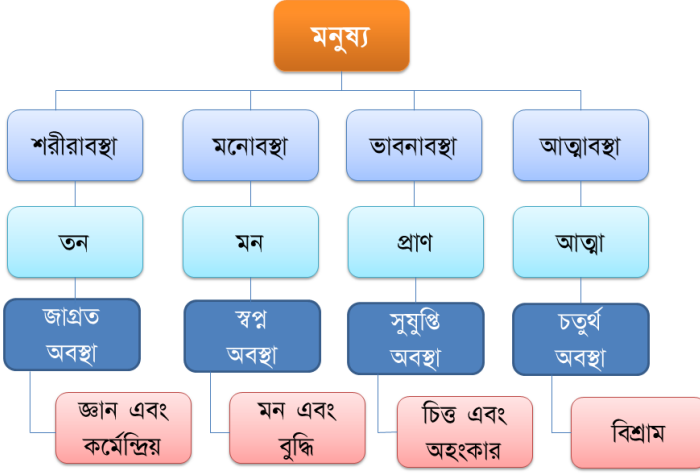 মনুষ্য
শরীরাবস্থা
মনোবস্থা
ভাবনাবস্থা
আত্মাবস্থা
তন
মন
প্রাণ
আত্মা
জাগ্রত
অবস্থা
স্বপ্ন
অবস্থা
সুষুপ্তি
অবস্থা
চতুর্থ
অবস্থা
জ্ঞান এবং
কর্মেন্দ্রিয়
মন এবং
বুদ্ধি
চিত্ত এবং
অহংকার
বিশ্রাম